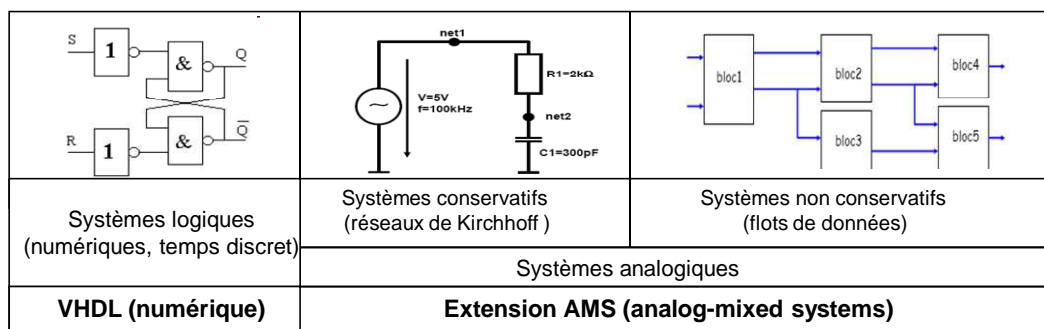 S
1
&
Q
R
1
&
Q̅
net1
V=5V
f=100kHz
R1=2kΩ
net2
C1=300pF
bloc1
bloc2
bloc3
bloc4
bloc5
Systèmes logiques
(numériques, temps discret)
Systèmes conservatifs
(réseaux de Kirchhoff )
Systèmes non conservatifs
(flots de données)
Systèmes analogiques
VHDL (numérique)
Extension AMS (analog-mixed systems)